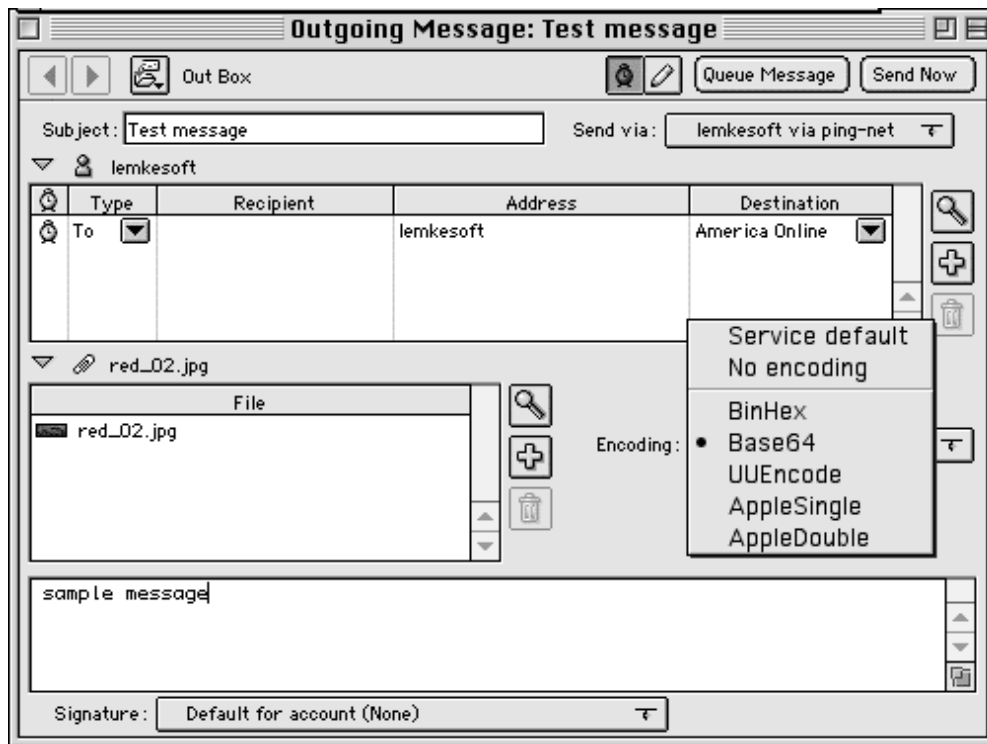 Outgoing Message: Test message
Out Box
Queue Message
Send Now
Subject: Test message
Send via: lemkesoft via ping-net
lemkesoft
Type Recipient Address Destination
To lemkesoft America Online
red_02.jpg
File
red_02.jpg
Encoding:
Service default
No encoding
BinHex
Base64
UUEncode
AppleSingle
AppleDouble
sample message
Signature: Default for account (None)